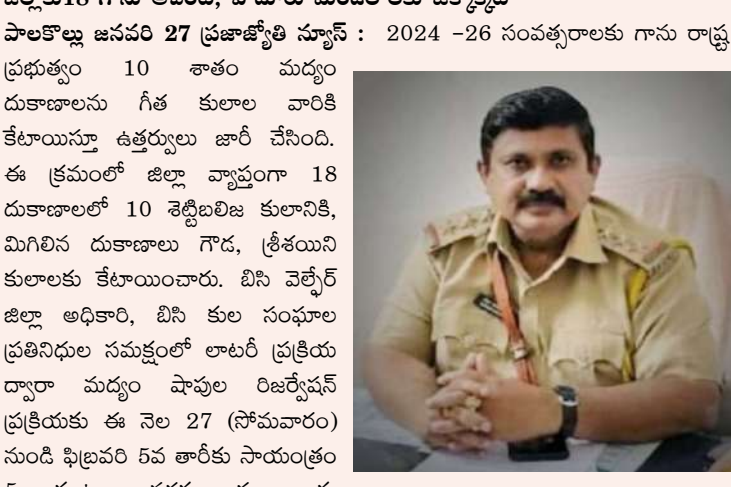 పాలకొల్లు జనవరి 27 ప్రజాజ్యోతి న్యూస్ : 2024 -26 సంవత్సరాలకు గాను రాష్ట్ర
ప్రభుత్వం 10 శాతం మద్యం
దుకాణాలను గీత కులాల వారికి
కేటాయిస్తూ ఉత్తర్వులు జారీ చేసింది.
ఈ క్రమంలో జిల్లా వ్యాప్తంగా 18
దుకాణాలలో 10 శెట్టిబలిజ కులానికి,
మిగిలిన దుకాణాలు గౌడ, శ్రీశయిని
కులాలకు కేటాయించారు. బిసి వెల్ఫేర్
జిల్లా అధికారి, బిసి కుల సంఘాల
ప్రతినిధుల సమక్షంలో లాటరీ ప్రక్రియ
ద్వారా మద్యం షాపుల రిజర్వేషన్
ప్రక్రియకు ఈ నెల 27 (సోమవారం)
నుండి ఫిబ్రవరి 5వ తారీకు సాయంత్రం